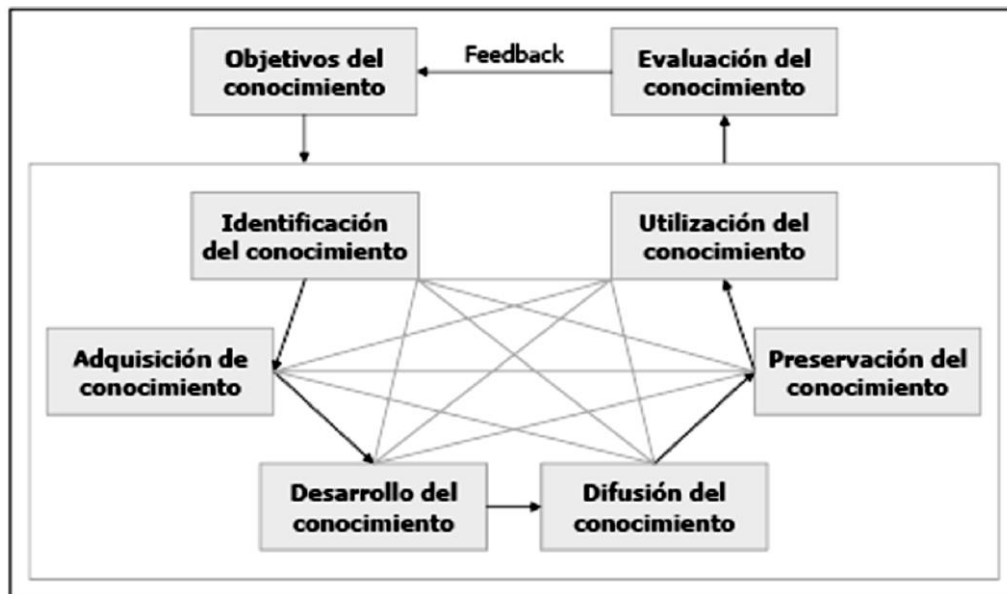 Objetivos del
conocimiento
Feedback
Evaluación del
conocimiento
Identificación
del conocimiento
Utilización del
conocimiento
Adquisición de
conocimiento
Preservación del
conocimiento
Desarrollo del
conocimiento
Difusión del
conocimiento